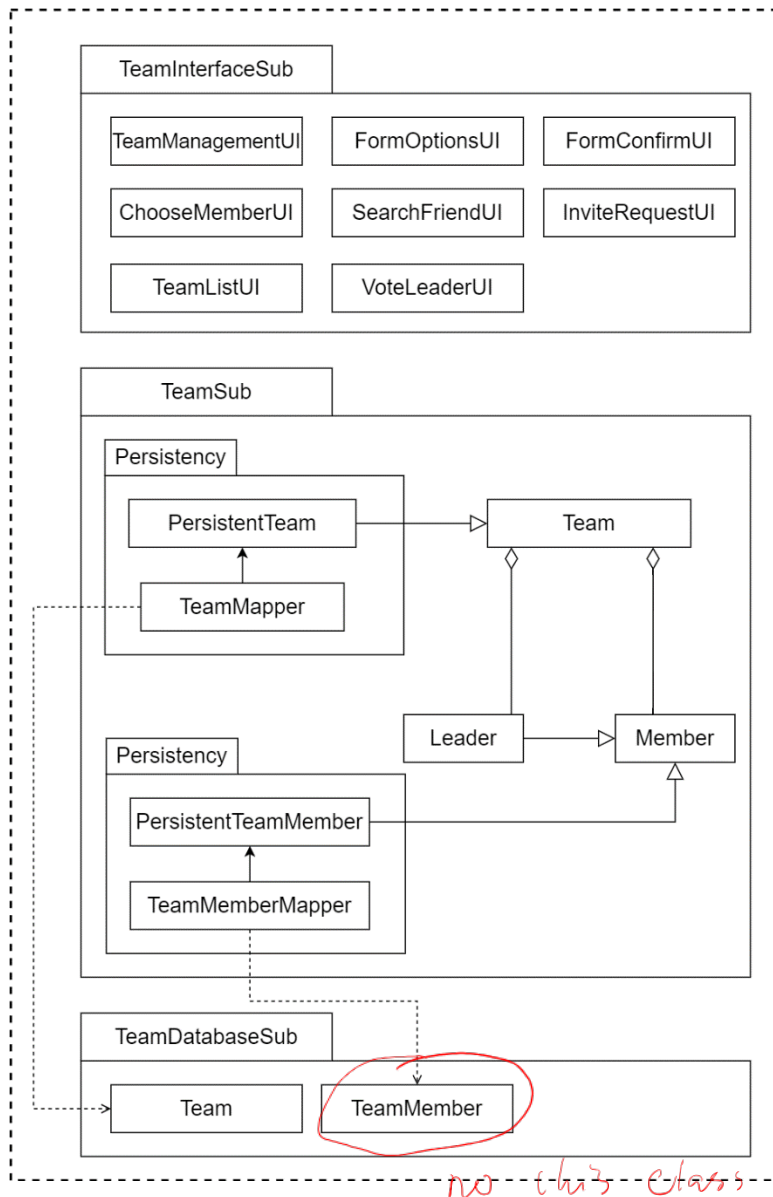 TeamInterfaceSub
TeamManagementUI FormOptionsUI FormConfirmUI
ChooseMemberUI SearchFriendUI InviteRequestUI
TeamListUI VoteLeaderUI
TeamSub
Persistency
PersistentTeam Team
TeamMapper
Leader Member
Persistency
PersistentTeamMember
TeamMemberMapper
TeamDatabaseSub
Team TeamMember
no this class